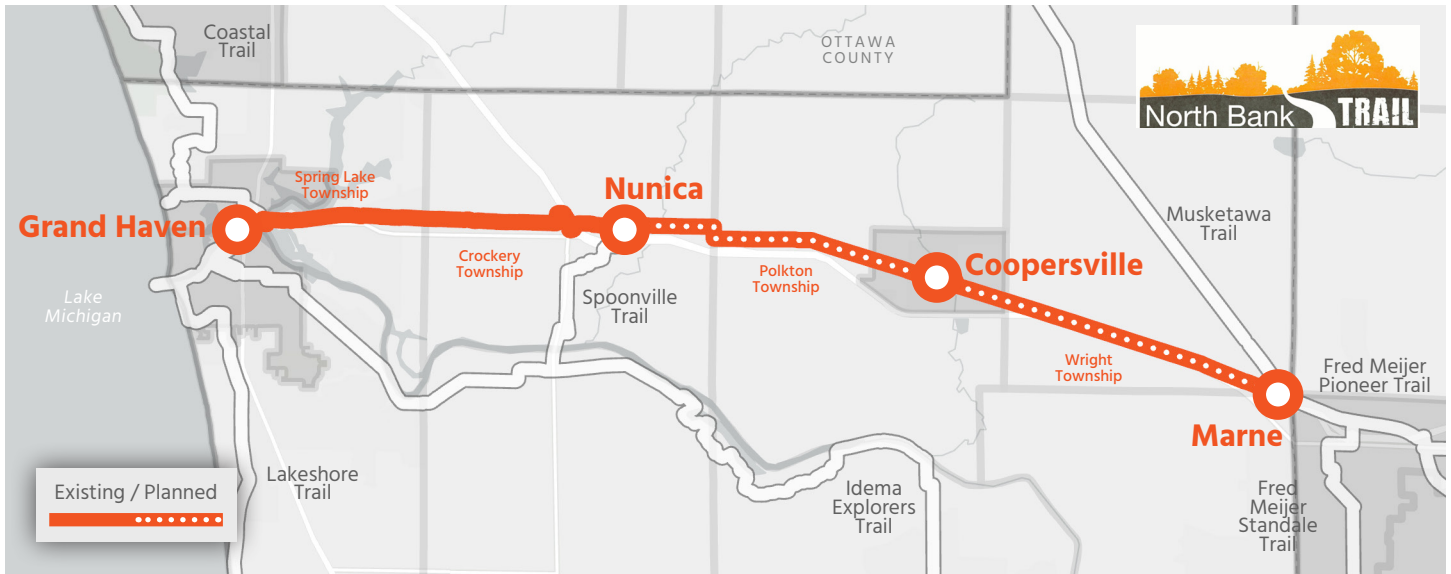 Coastal
Trail
OTTAWA
COUNTY
North Bank TRAIL
Spring Lake
Township
Nunica
Grand Haven
Musketawa
Trail
Crockery
Township
Polkton
Township
Coopersville
Lake
Michigan
Spoonville
Trail
Wright
Township
Fred Meijer
Pioneer Trail
Marne
Lakeshore
Trail
Idema
Explorers
Trail
Fred
Meijer
Standale
Trail
Existing / Planned